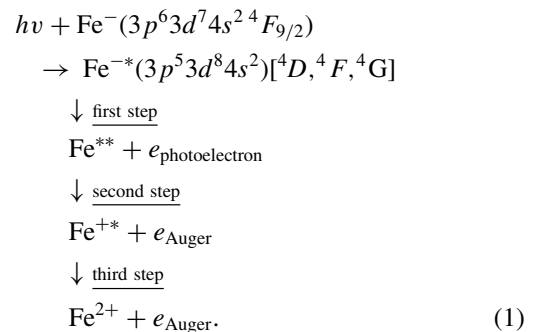 hν + Fe⁻(3p⁶3d⁷4s² ⁴F₉/₂)
→ Fe⁻*(3p⁵3d⁸4s²)[⁴D,⁴F,⁴G]
↓ first step
Fe** + e_photoelectron
↓ second step
Fe⁺* + e_Auger
↓ third step
Fe²⁺ + e_Auger. (1)